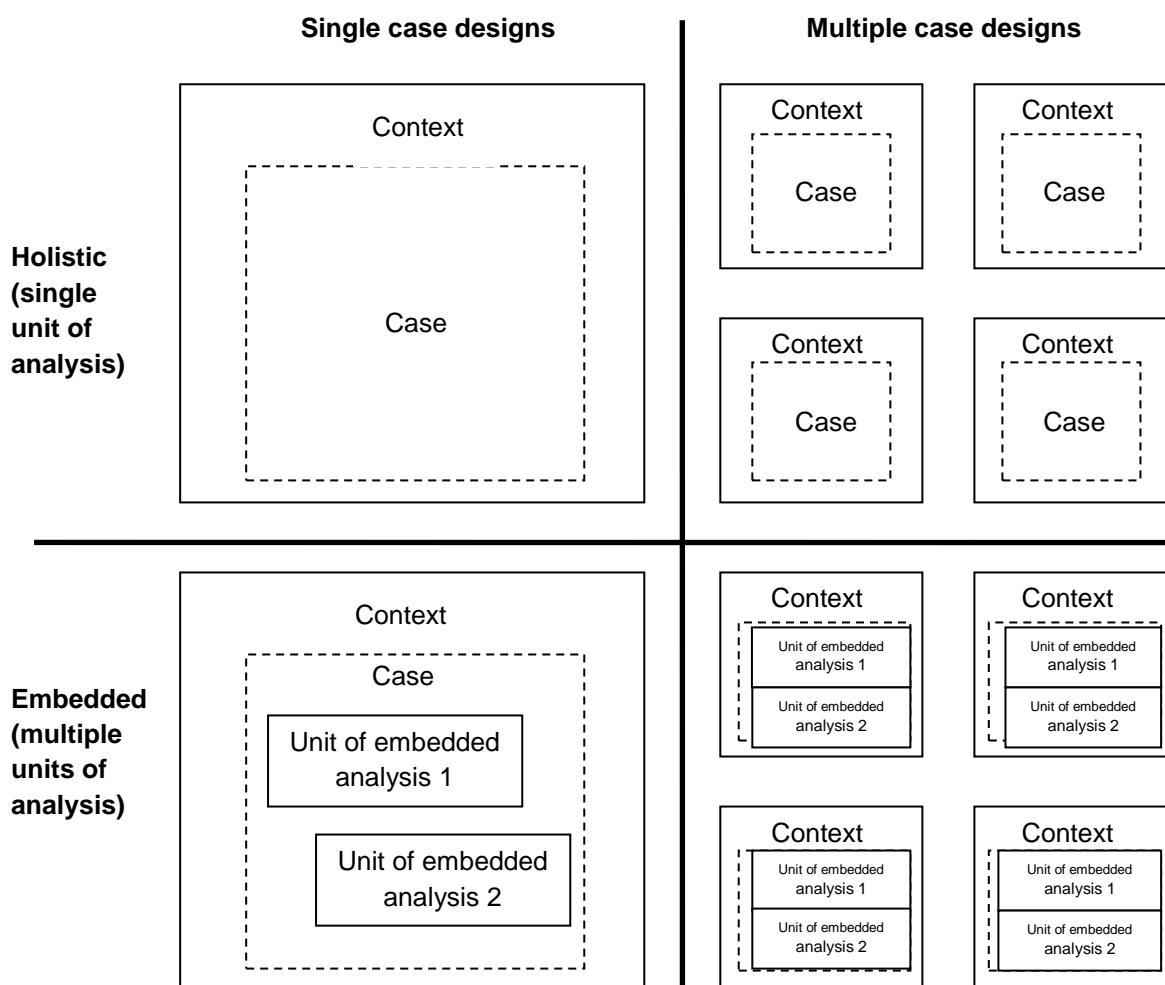 Single case designs
Multiple case designs
Holistic
(single
unit of
analysis)
Context
Case
Context
Case
Context
Case
Context
Case
Context
Case
Embedded
(multiple
units of
analysis)
Context
Case
Unit of embedded
analysis 1
Unit of embedded
analysis 2
Context
Unit of embedded
analysis 1
Unit of embedded
analysis 2
Context
Unit of embedded
analysis 1
Unit of embedded
analysis 2
Context
Unit of embedded
analysis 1
Unit of embedded
analysis 2
Context
Unit of embedded
analysis 1
Unit of embedded
analysis 2